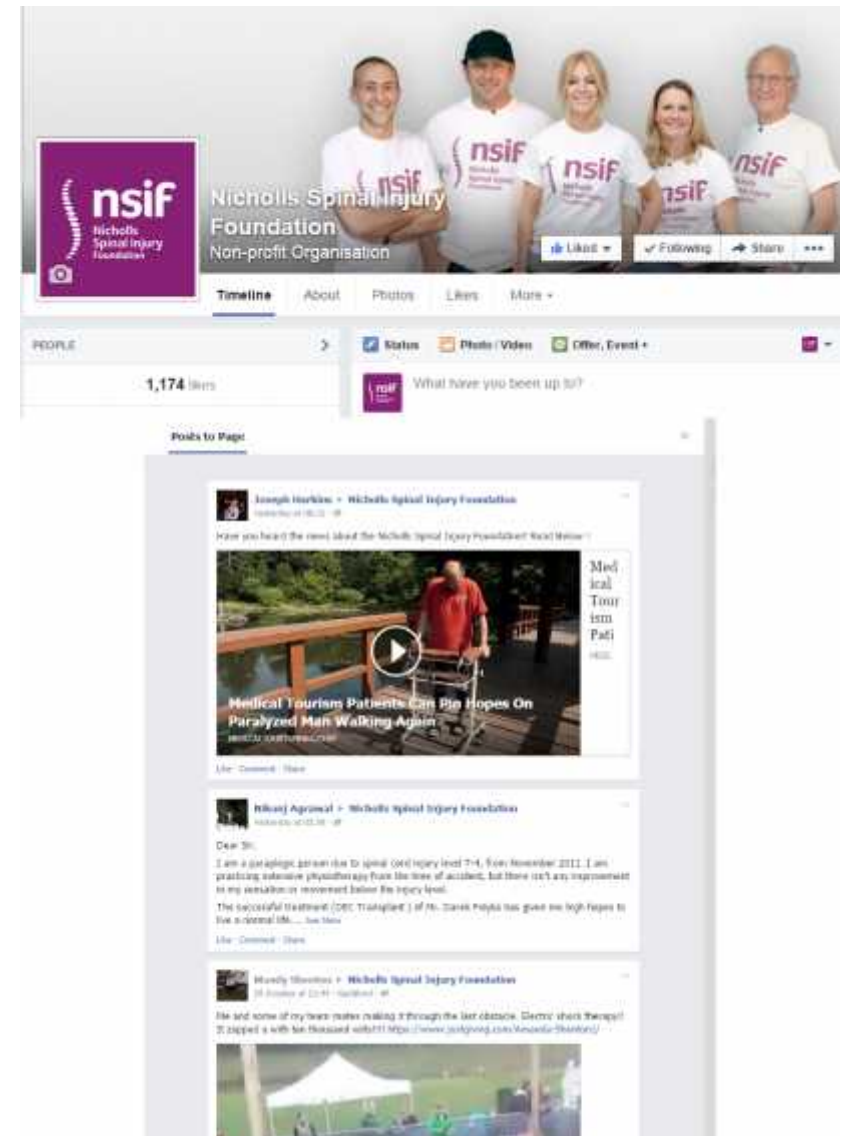 nsif
nsif
nsif
nsif
nsif
Nicholls
Spinal Injury
Foundation
Nicholls Spinal Injury
Foundation
Non-profit Organisation
Liked
Following
Share
Timeline
About
Photos
Likes
More
PEOPLE
1,174 likes
Status
Photo / Video
Offer, Event +
What have you been up to?
Posts to Page
Nicholls Spinal Injury Foundation
Have you heard the news about the Nicholls Spinal Injury Foundation? Read Below
Med
ical
Tour
ism
Pati
Medical Tourism Patients Can Pin Hopes On
Paralyzed Man Walking Again
Like · Comment · Share
Agrawal Nicholls Spinal Injury Foundation
Dear Sir,
I am a paraplegic person due to spinal cord injury level T-4, from November 2011. I am
practicing extensive physiotherapy from the time of accident, but there isn't any improvement
in my sensation or movement below the injury level.
The successful treatment (OEC Transplant ) of Mr. Darek has given me high hopes to
live a normal life.... See More
Like · Comment · Share
Nicholls Spinal Injury Foundation
Me and some of my team mates making it through the last obstacle. Electric shock therapy!!
It zapped u with ten thousand volts!!!